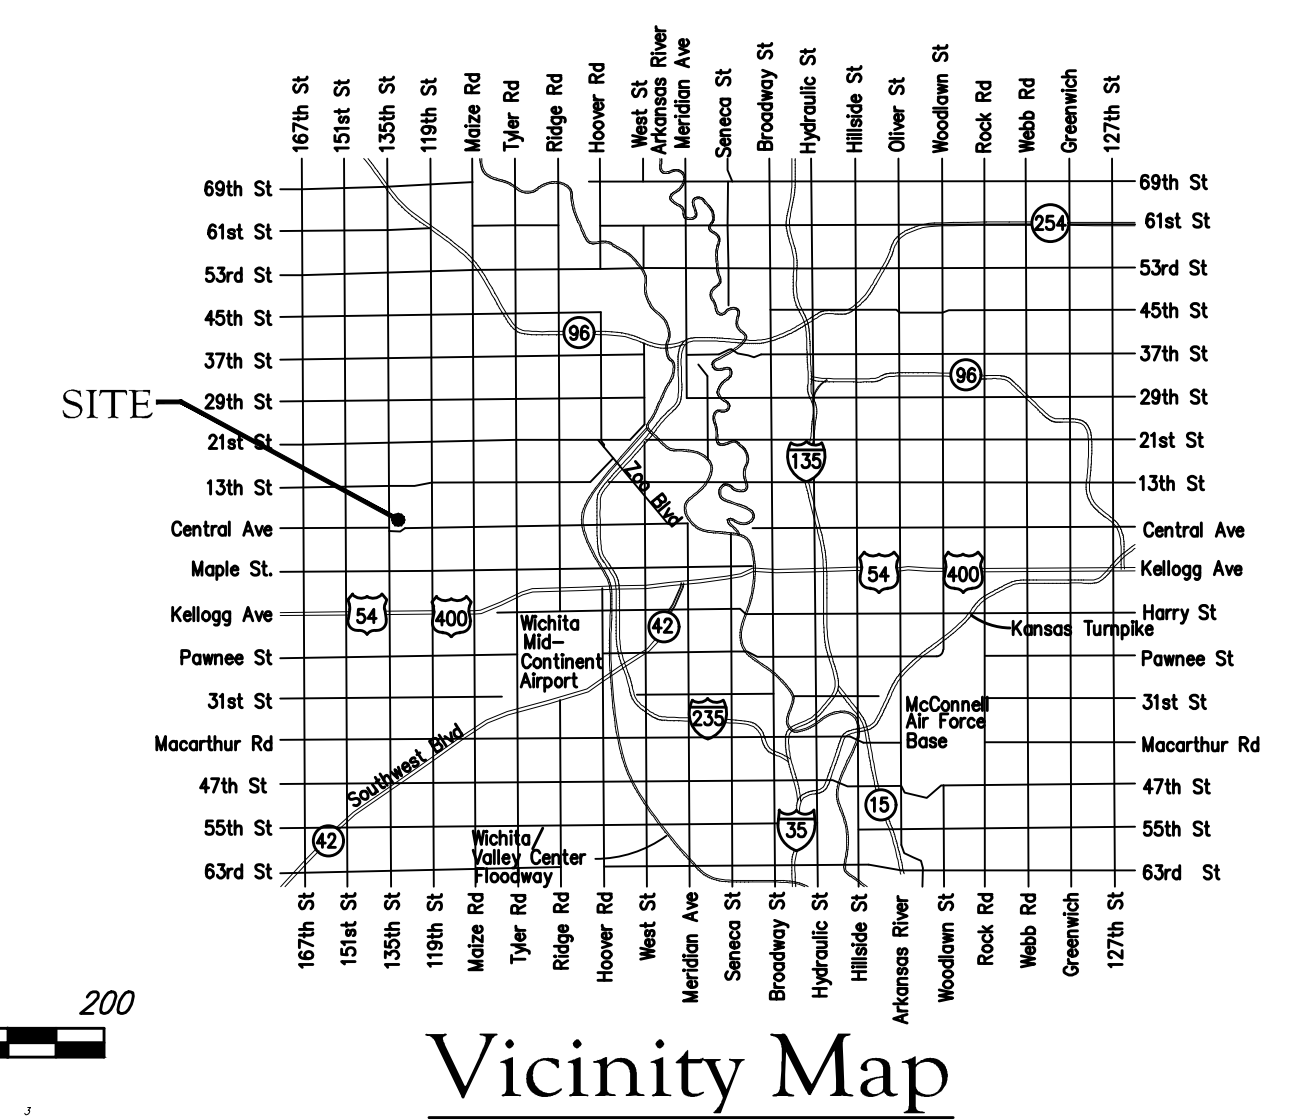 167th St
151st St
135th St
119th St
Maize Rd
Tyler Rd
Ridge Rd
Hoover Rd
West St
Arkansas River
Meridian Ave
Seneca St
Broadway St
Hydraulic St
Hillside St
Oliver St
Woodlawn St
Rock Rd
Webb Rd
Greenwich
127th St
69th St
69th St
61st St
254
61st St
53rd St
53rd St
45th St
96
45th St
37th St
37th St
96
SITE
29th St
29th St
21st St
21st St
135
13th St
Zoo Blvd
13th St
Central Ave
Central Ave
Maple St.
54
400
Kellogg Ave
Kellogg Ave
54
400
Wichita
Mid-
Continent
Airport
42
Harry St
Kansas Turnpike
Pawnee St
Pawnee St
31st St
McConnell
Air Force
Base
31st St
235
Macarthur Rd
Southwest Blvd
Macarthur Rd
47th St
47th St
15
55th St
42
Wichita/
Valley Center
Floodway
35
55th St
63rd St
63rd St
167th St
151st St
135th St
119th St
Maize Rd
Tyler Rd
Ridge Rd
Hoover Rd
West St
Meridian Ave
Seneca St
Broadway St
Hydraulic St
Hillside St
Arkansas River
Woodlawn St
Rock Rd
Webb Rd
Greenwich
127th St
200
Vicinity Map
3